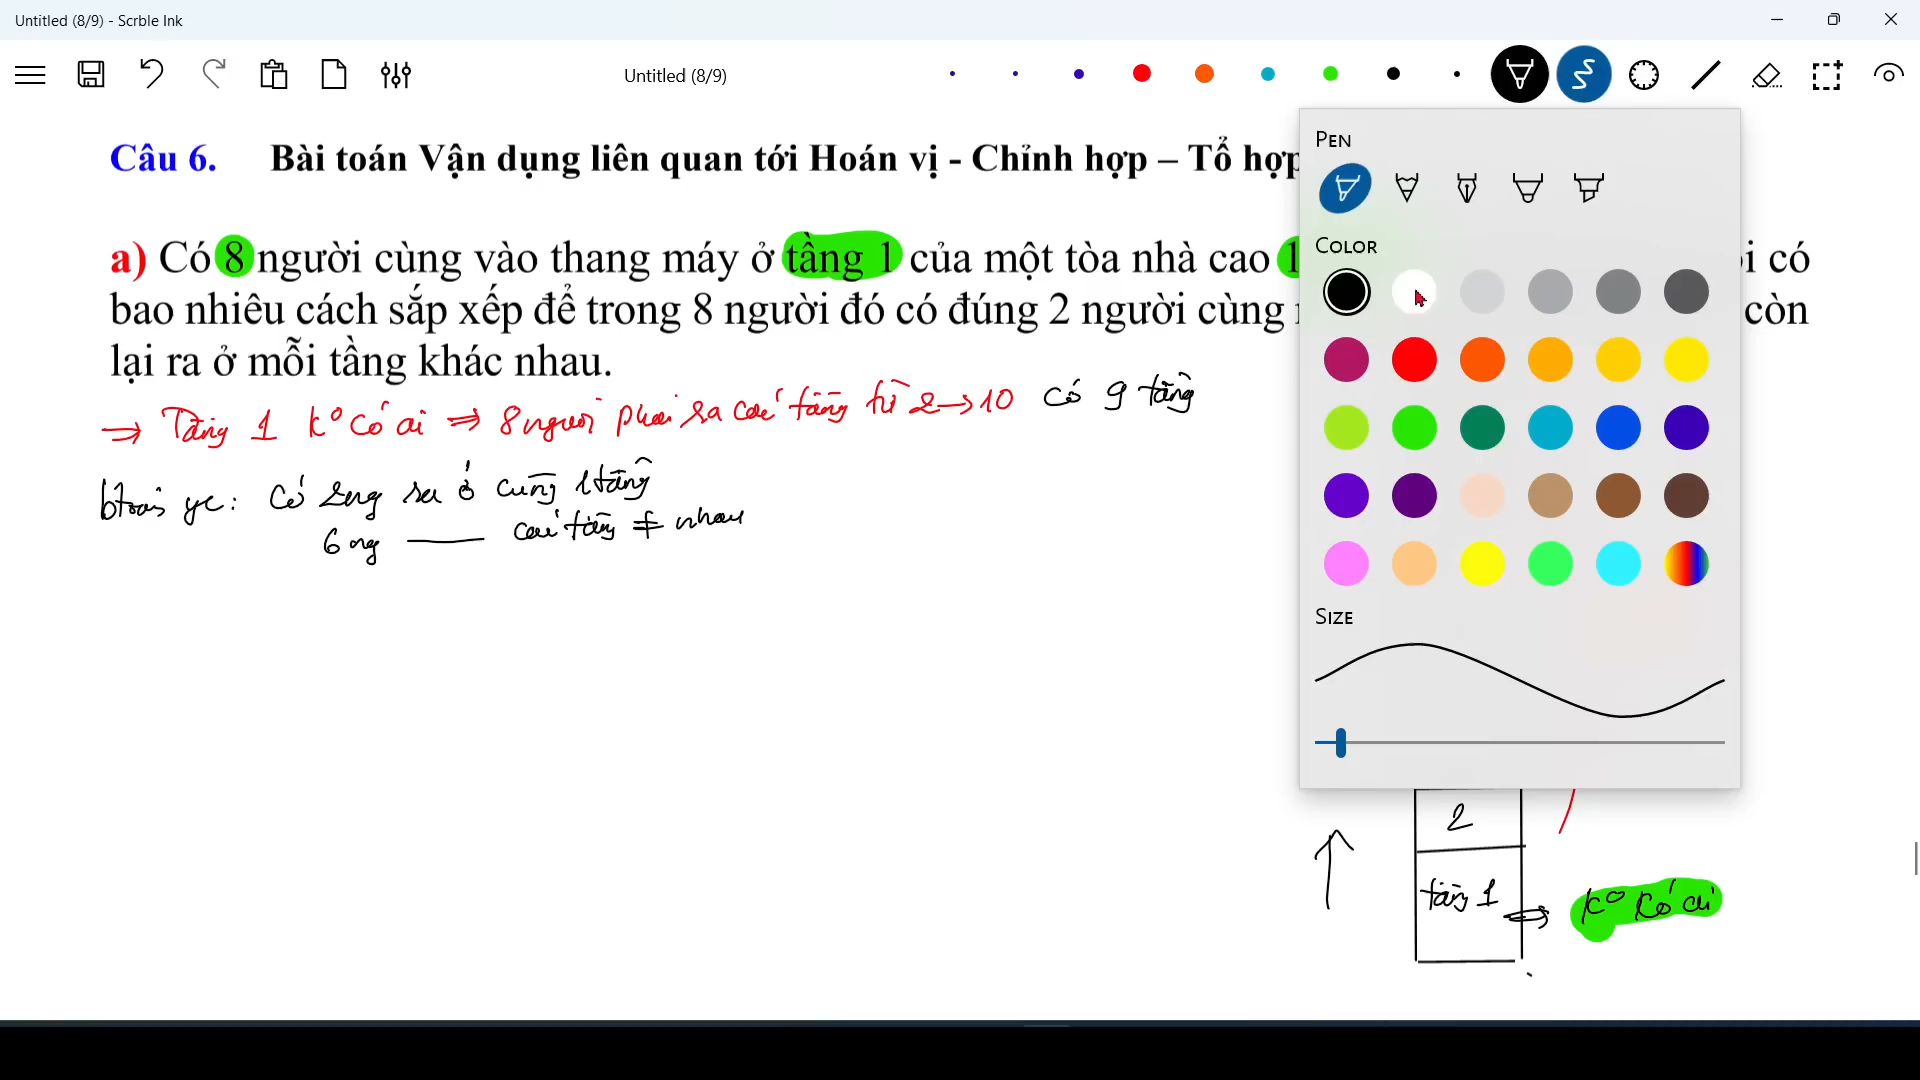 Untitled (8/9) - Scrble Ink
Untitled (8/9)
Câu 6. Bài toán Vận dụng liên quan tới Hoán vị - Chỉnh hợp – Tổ hợp
a) Có 8 người cùng vào thang máy ở tầng 1 của một tòa nhà cao 1 i có
bao nhiêu cách sắp xếp để trong 8 người đó có đúng 2 người cùng còn
lại ra ở mỗi tầng khác nhau.
⇒ Tầng 1 k° có ai ⇒ 8 người phải ra các tầng từ 2 → 10 có 9 tầng
btoán yc: Có 2 ng ra ở cùng 1 tầng
6 ng —— các tầng ≠ nhau
PEN
COLOR
SIZE
2
tầng 1 ⇒ k° có ai